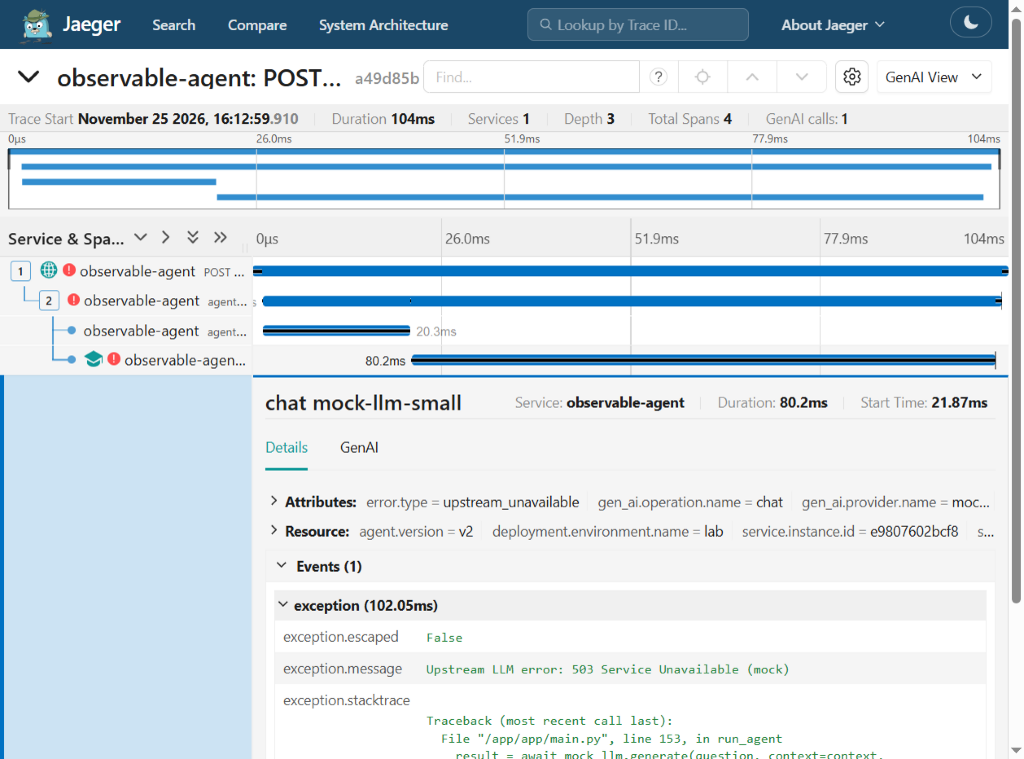 Jaeger Search Compare System Architecture Lookup by Trace ID... About Jaeger
observable-agent: POST... a49d85b Find... ? GenAI View
Trace Start November 25 2026, 16:12:59.910 Duration 104ms Services 1 Depth 3 Total Spans 4 GenAI calls: 1
0μs 26.0ms 51.9ms 77.9ms 104ms
Service & Spa... 0μs 26.0ms 51.9ms 77.9ms 104ms
1 observable-agent POST ...
2 observable-agent agent...
observable-agent agent... 20.3ms
observable-agen... 80.2ms
chat mock-llm-small Service: observable-agent Duration: 80.2ms Start Time: 21.87ms
Details GenAI
Attributes: error.type = upstream_unavailable gen_ai.operation.name = chat gen_ai.provider.name = moc...
Resource: agent.version = v2 deployment.environment.name = lab service.instance.id = e9807602bcf8 s...
Events (1)
exception (102.05ms)
exception.escaped False
exception.message Upstream LLM error: 503 Service Unavailable (mock)
exception.stacktrace
Traceback (most recent call last):
File "/app/app/main.py", line 153, in run_agent
result = await mock_llm.generate(question, context=context,